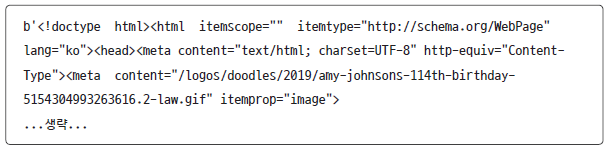 b'<!doctype html><html itemscope="" itemtype="http://schema.org/WebPage"
lang="ko"><head><meta content="text/html; charset=UTF-8" http-equiv="Content-
Type"><meta content="/logos/doodles/2019/amy-johnsons-114th-birthday-
5154304993263616.2-law.gif" itemprop="image">
...생략...